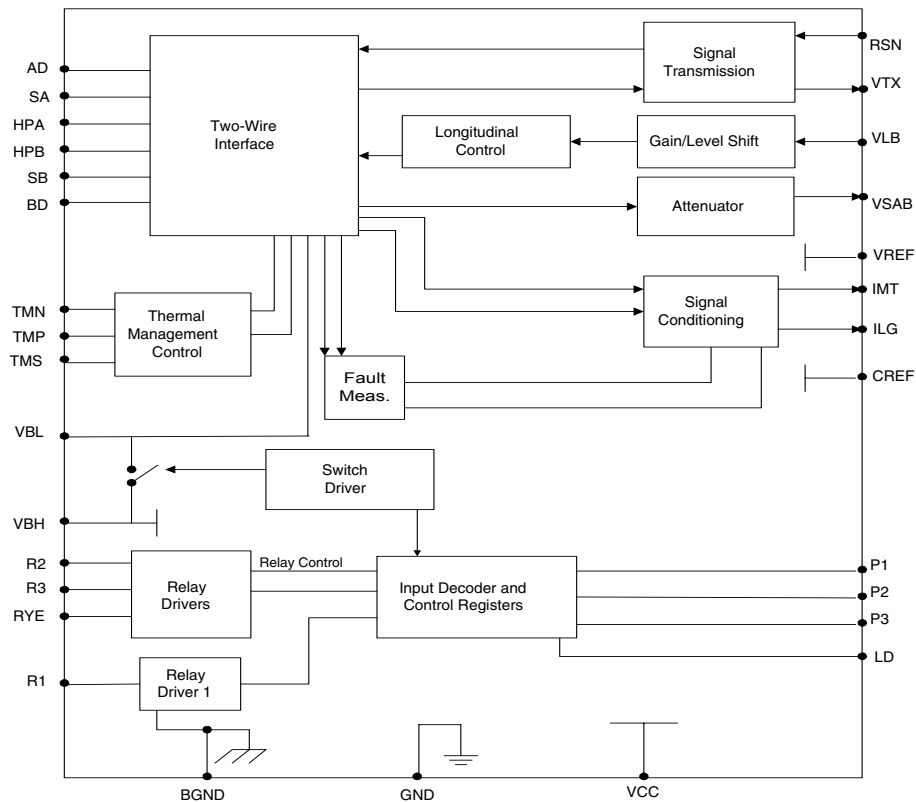 RSN
Signal
Transmission
AD
VTX
SA
HPA
Two-Wire
Interface
Longitudinal
Control
Gain/Level Shift
VLB
HPB
SB
BD
Attenuator
VSAB
VREF
IMT
TMN
Thermal
Management
Control
Signal
Conditioning
TMP
ILG
TMS
Fault
Meas.
CREF
VBL
Switch
Driver
VBH
R2
Relay Control
P1
R3
Relay
Drivers
Input Decoder and
Control Registers
P2
RYE
P3
LD
R1
Relay
Driver 1
BGND
GND
VCC